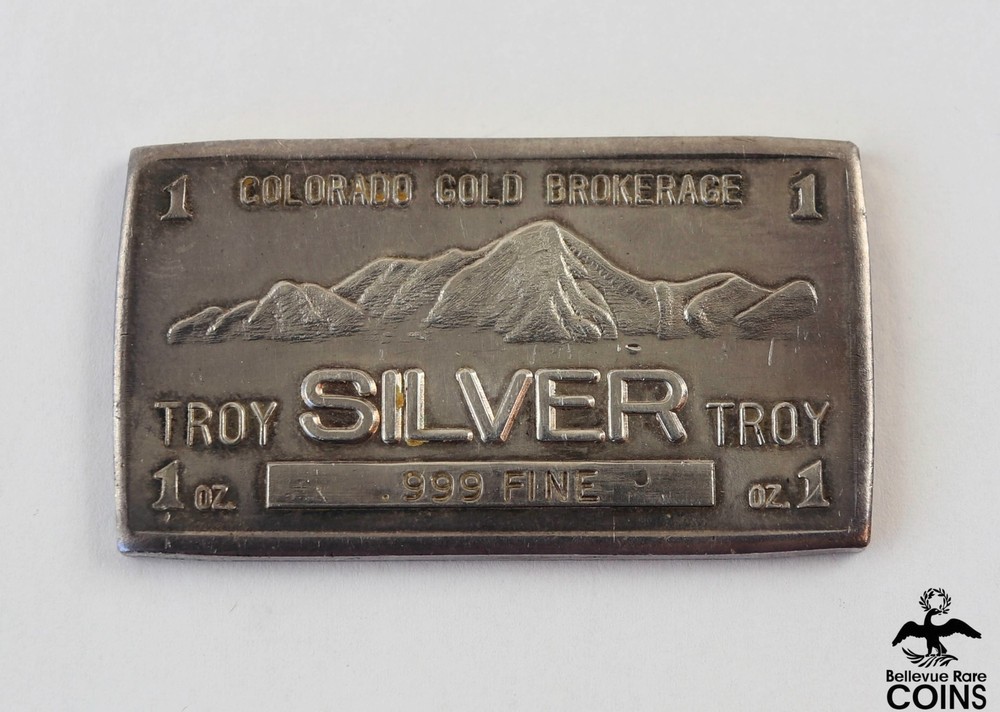 1 COLORADO GOLD BROKERAGE 1
TROY SILVER TROY
1 OZ. .999 FINE OZ. 1
Bellevue Rare
COINS